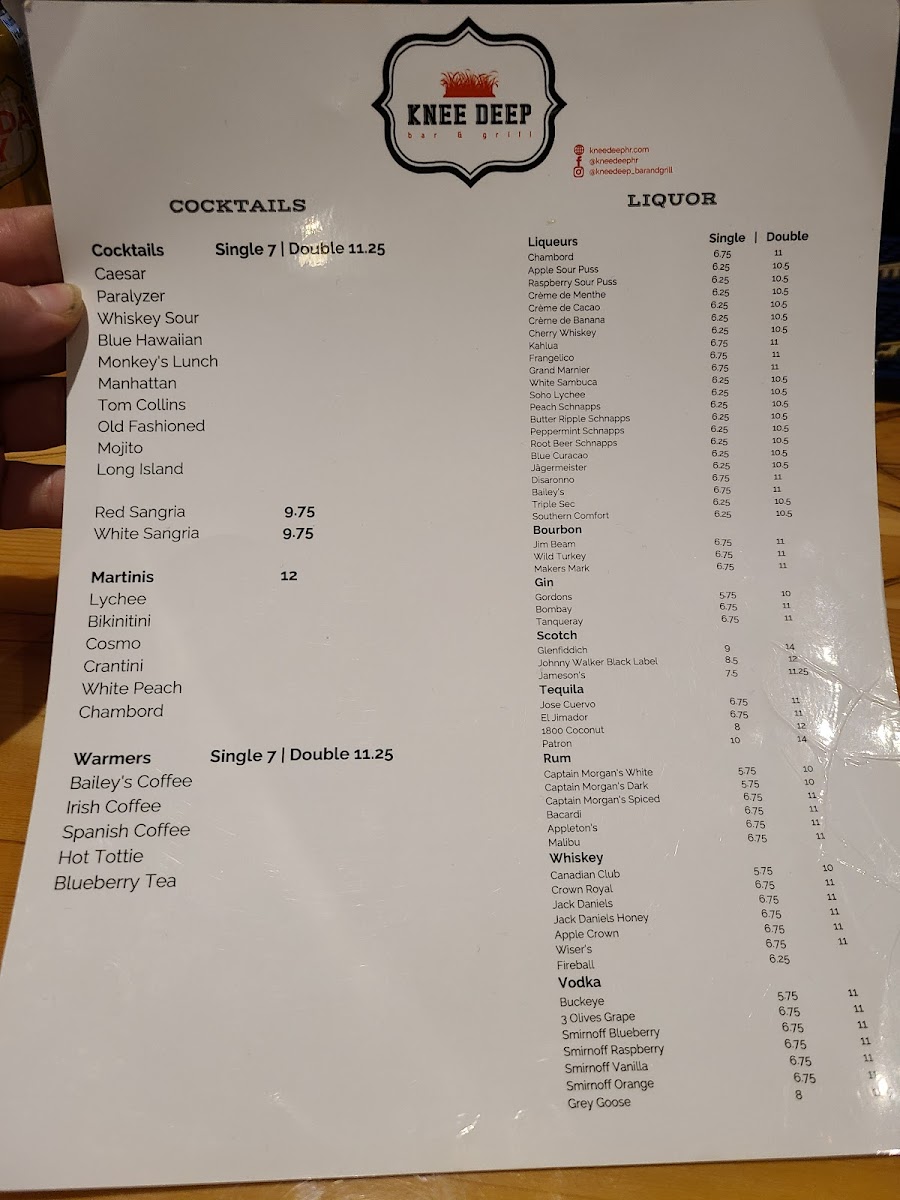 KNEE DEEP
bar & grill
kneedeephr.com
@kneedeephr
@kneedeep_barandgrill
COCKTAILS
Cocktails Single 7 | Double 11.25
Caesar
Paralyzer
Whiskey Sour
Blue Hawaiian
Monkey's Lunch
Manhattan
Tom Collins
Old Fashioned
Mojito
Long Island
Red Sangria 9.75
White Sangria 9.75
Martinis 12
Lychee
Bikinitini
Cosmo
Crantini
White Peach
Chambord
Warmers Single 7 | Double 11.25
Bailey's Coffee
Irish Coffee
Spanish Coffee
Hot Tottie
Blueberry Tea
LIQUOR
Liqueurs Single | Double
Chambord 6.75 11
Apple Sour Puss 6.25 10.5
Raspberry Sour Puss 6.25 10.5
Crème de Menthe 6.25 10.5
Crème de Cacao 6.25 10.5
Crème de Banana 6.25 10.5
Cherry Whiskey 6.25 10.5
Kahlua 6.75 11
Frangelico 6.75 11
Grand Marnier 6.75 11
White Sambuca 6.25 10.5
Soho Lychee 6.25 10.5
Peach Schnapps 6.25 10.5
Butter Ripple Schnapps 6.25 10.5
Peppermint Schnapps 6.25 10.5
Root Beer Schnapps 6.25 10.5
Blue Curacao 6.25 10.5
Jägermeister 6.25 10.5
Disaronno 6.75 11
Bailey's 6.75 11
Triple Sec 6.25 10.5
Southern Comfort 6.25 10.5
Bourbon
Jim Beam 6.75 11
Wild Turkey 6.75 11
Makers Mark 6.75 11
Gin
Gordons 5.75 10
Bombay 6.75 11
Tanqueray 6.75 11
Scotch
Glenfiddich 9 14
Johnny Walker Black Label 8.5 12
Jameson's 7.5 11.25
Tequila
Jose Cuervo 6.75 11
El Jimador 6.75 11
1800 Coconut 8 12
Patron 10 14
Rum
Captain Morgan's White 5.75 10
Captain Morgan's Dark 5.75 10
Captain Morgan's Spiced 6.75 11
Bacardi 6.75 11
Appleton's 6.75 11
Malibu 6.75 11
Whiskey
Canadian Club 5.75 10
Crown Royal 6.75 11
Jack Daniels 6.75 11
Jack Daniels Honey 6.75 11
Apple Crown 6.75 11
Wiser's 6.75 11
Fireball 6.25
Vodka
Buckeye 5.75 11
3 Olives Grape 6.75 11
Smirnoff Blueberry 6.75 11
Smirnoff Raspberry 6.75 11
Smirnoff Vanilla 6.75 11
Smirnoff Orange 6.75 11
Grey Goose 8